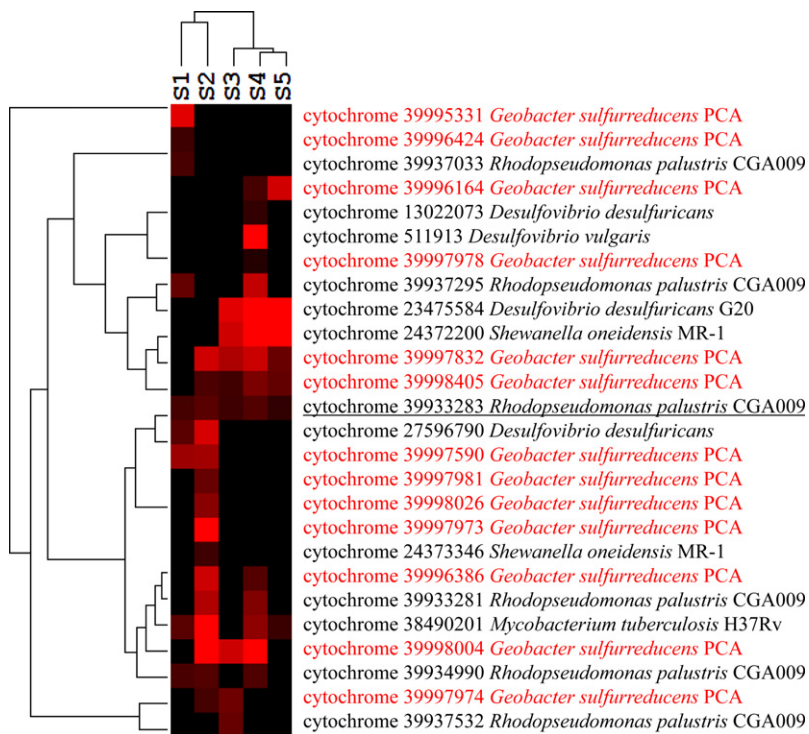 S1 S2 S3 S4 S5
cytochrome 39995331 Geobacter sulfurreducens PCA
cytochrome 39996424 Geobacter sulfurreducens PCA
cytochrome 39937033 Rhodopseudomonas palustris CGA009
cytochrome 39996164 Geobacter sulfurreducens PCA
cytochrome 13022073 Desulfovibrio desulfuricans
cytochrome 511913 Desulfovibrio vulgaris
cytochrome 39997978 Geobacter sulfurreducens PCA
cytochrome 39937295 Rhodopseudomonas palustris CGA009
cytochrome 23475584 Desulfovibrio desulfuricans G20
cytochrome 24372200 Shewanella oneidensis MR-1
cytochrome 39997832 Geobacter sulfurreducens PCA
cytochrome 39998405 Geobacter sulfurreducens PCA
cytochrome 39933283 Rhodopseudomonas palustris CGA009
cytochrome 27596790 Desulfovibrio desulfuricans
cytochrome 39997590 Geobacter sulfurreducens PCA
cytochrome 39997981 Geobacter sulfurreducens PCA
cytochrome 39998026 Geobacter sulfurreducens PCA
cytochrome 39997973 Geobacter sulfurreducens PCA
cytochrome 24373346 Shewanella oneidensis MR-1
cytochrome 39996386 Geobacter sulfurreducens PCA
cytochrome 39933281 Rhodopseudomonas palustris CGA009
cytochrome 38490201 Mycobacterium tuberculosis H37Rv
cytochrome 39998004 Geobacter sulfurreducens PCA
cytochrome 39934990 Rhodopseudomonas palustris CGA009
cytochrome 39997974 Geobacter sulfurreducens PCA
cytochrome 39937532 Rhodopseudomonas palustris CGA009